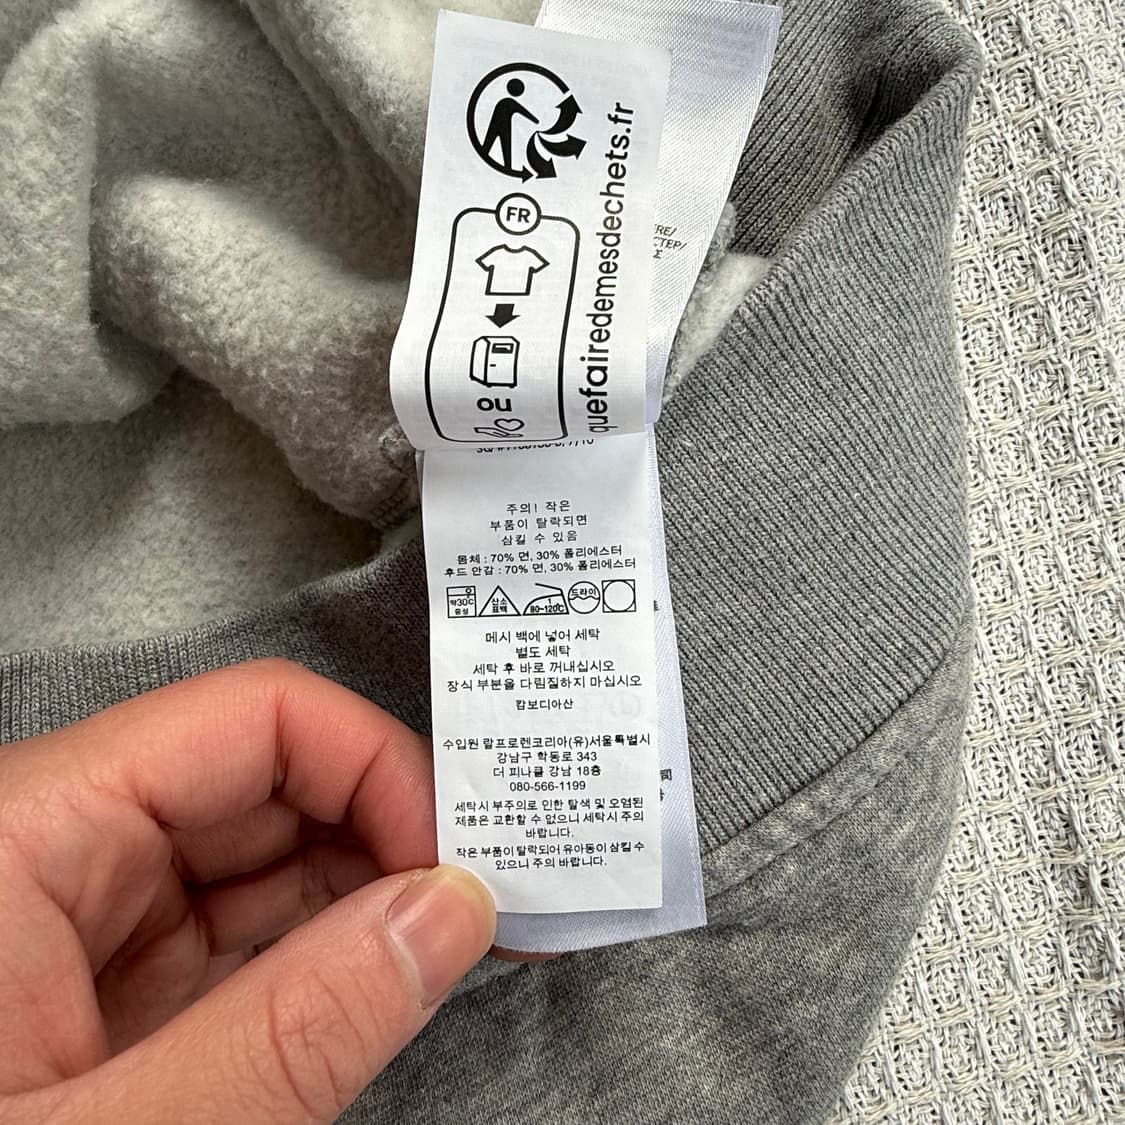 FR
ou
quefairedemesdechets.fr
RE/
CTEP/
Σ
주의! 작은
부품이 탈락되면
삼킬 수 있음
몸체 : 70% 면, 30% 폴리에스터
후드 안감 : 70% 면, 30% 폴리에스터
약30℃
중성
산소
표백
1
80~120℃
드라이
메시 백에 넣어 세탁
별도 세탁
세탁 후 바로 꺼내십시오
장식 부분을 다림질하지 마십시오
캄보디아산
수입원 랄프로렌코리아(유)서울특별시
강남구 학동로 343
더 피나클 강남 18층
080-566-1199
세탁시 부주의로 인한 탈색 및 오염된
제품은 교환할 수 없으니 세탁시 주의
바랍니다.
작은 부품이 탈락되어 유아동이 삼킬 수
있으니 주의 바랍니다.